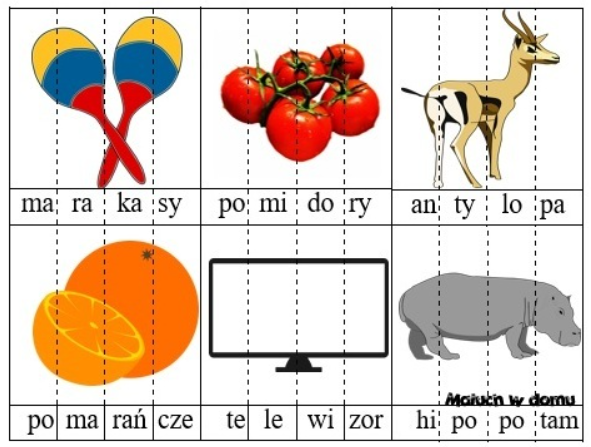 ma ra ka sy
po mi do ry
an ty lo pa
po ma rań cze
te le wi zor
Maluch w domu
hi po po tam